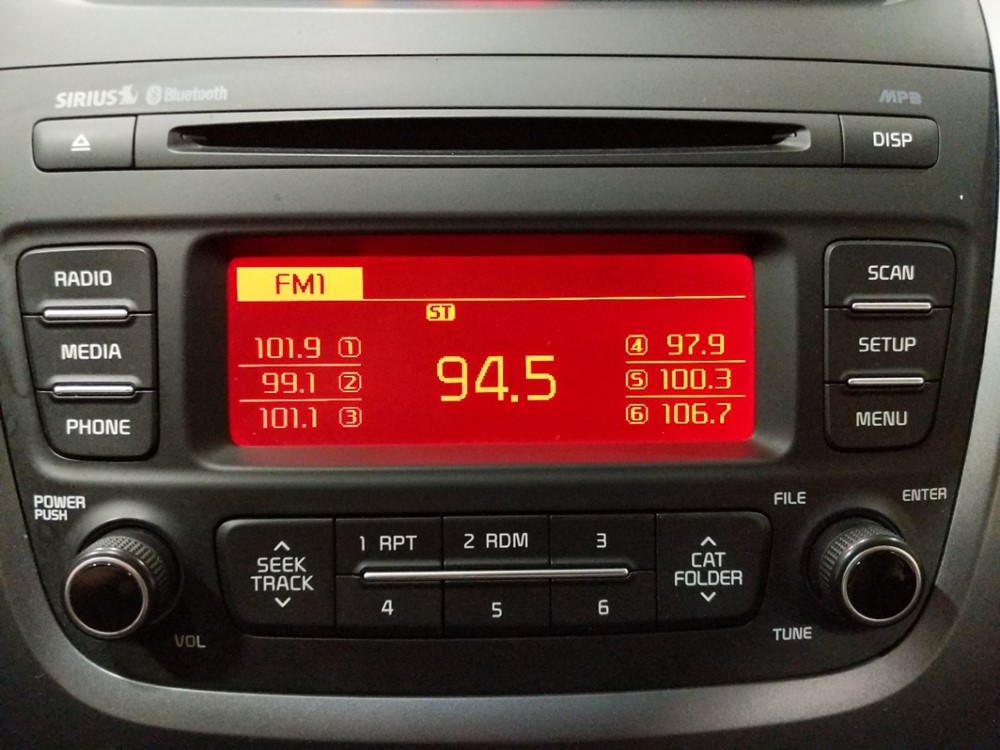 SIRIUS Bluetooth MP3
DISP
FM1
ST
101.9 1
99.1 2
101.1 3
94.5
4 97.9
5 100.3
6 106.7
RADIO
MEDIA
PHONE
SCAN
SETUP
MENU
POWER
PUSH
VOL
SEEK
TRACK
1 RPT
2 RDM
3
4
5
6
CAT
FOLDER
FILE
ENTER
TUNE